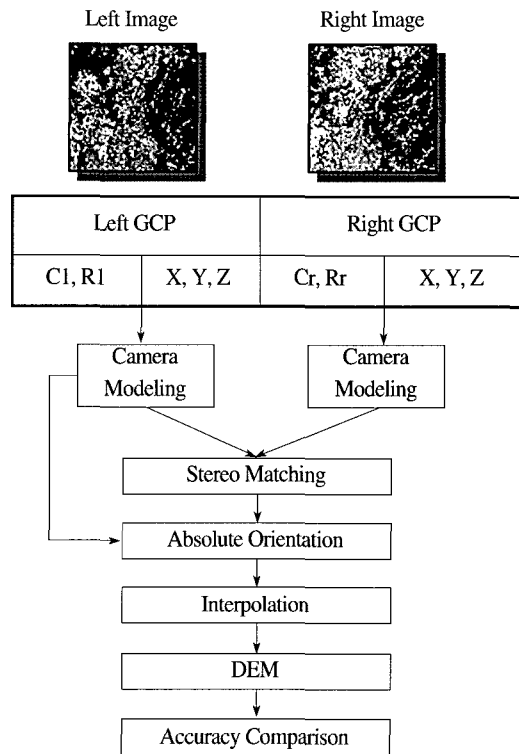 Left Image
Right Image
Left GCP
Right GCP
C1, R1
X, Y, Z
Cr, Rr
X, Y, Z
Camera
Modeling
Camera
Modeling
Stereo Matching
Absolute Orientation
Interpolation
DEM
Accuracy Comparison